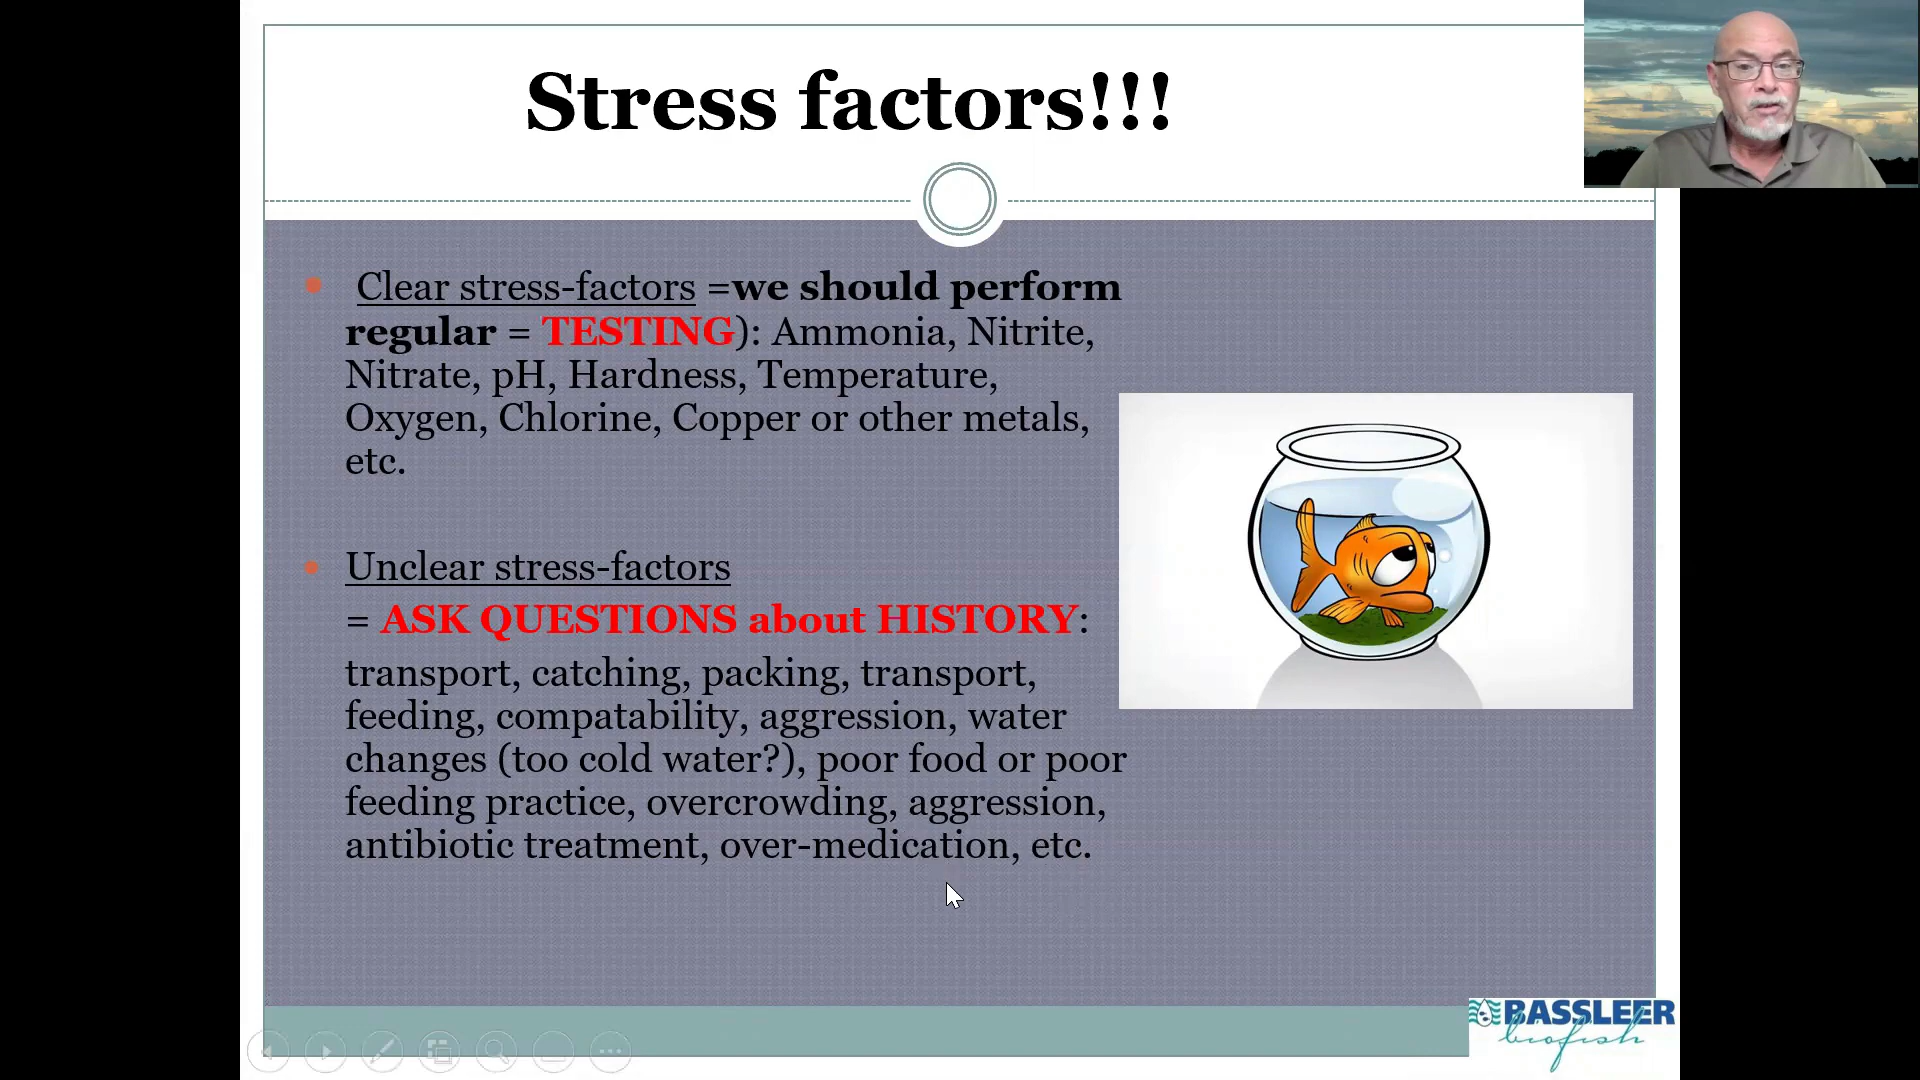 Stress factors!!!
Clear stress-factors =we should perform
regular = TESTING): Ammonia, Nitrite,
Nitrate, pH, Hardness, Temperature,
Oxygen, Chlorine, Copper or other metals,
etc.
Unclear stress-factors
= ASK QUESTIONS about HISTORY:
transport, catching, packing, transport,
feeding, compatability, aggression, water
changes (too cold water?), poor food or poor
feeding practice, overcrowding, aggression,
antibiotic treatment, over-medication, etc.
BASSLEER
biofish